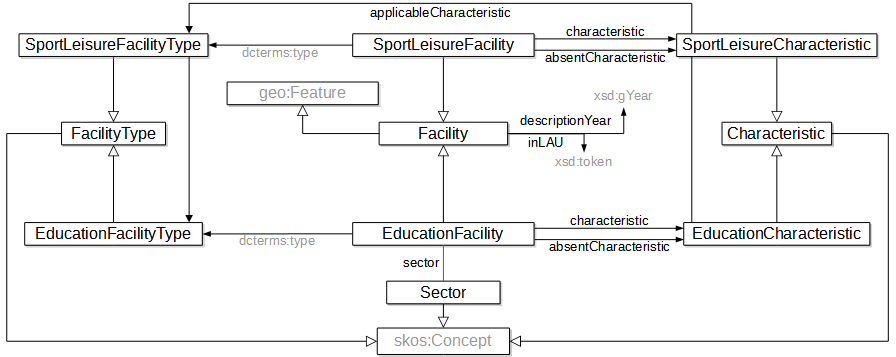 applicableCharacteristic
SportLeisureFacilityType
dcterms:type
SportLeisureFacility
characteristic
absentCharacteristic
SportLeisureCharacteristic
geo:Feature
xsd:gYear
FacilityType
Facility
descriptionYear
inLAU
xsd:token
Characteristic
EducationFacilityType
dcterms:type
EducationFacility
characteristic
absentCharacteristic
EducationCharacteristic
sector
Sector
skos:Concept